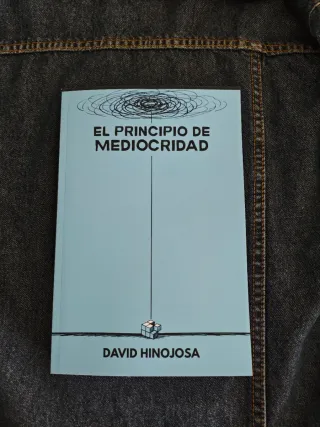 EL PRINCIPIO DE
MEDIOCRIDAD
DAVID HINOJOSA